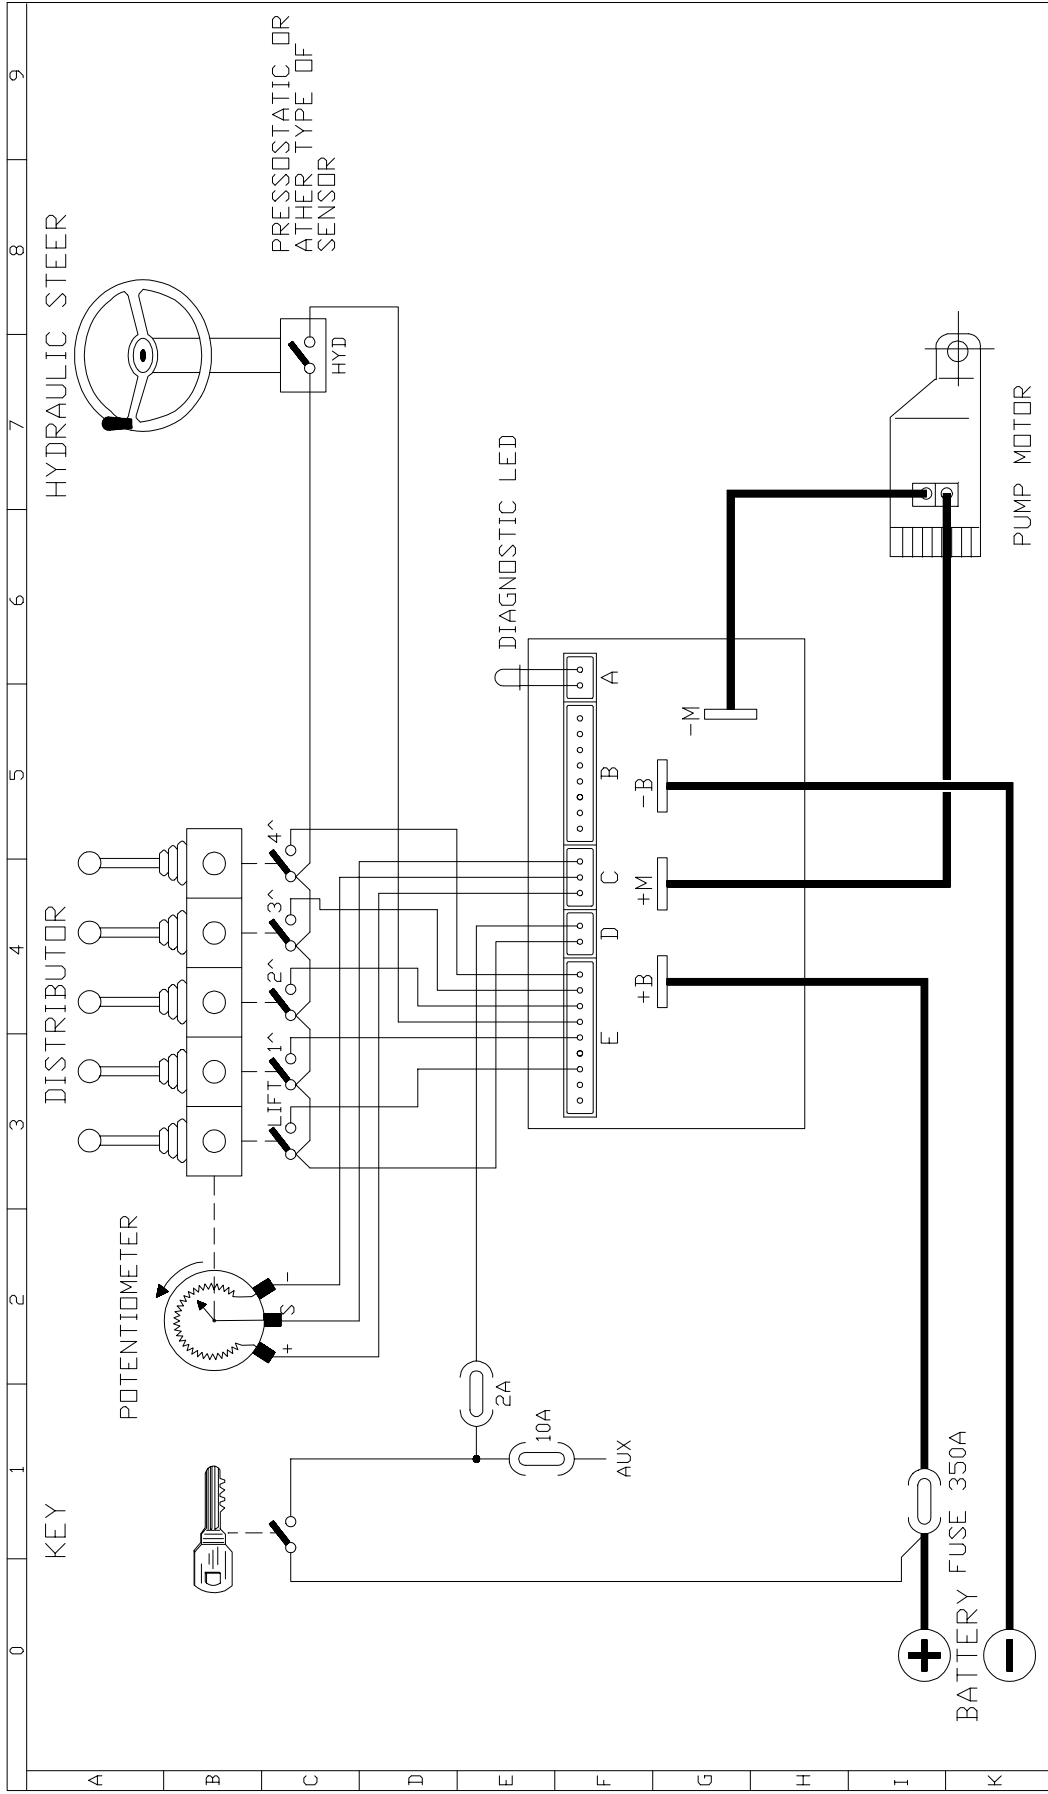 0 1 2 3 4 5 6 7 8 9
A
B
C
D
E
F
G
H
I
K
KEY
POTENTIOMETER
DISTRIBUTOR
HYDRAULIC STEER
+ S -
LIFT 1^ 2^ 3^ 4^
HYD
PRESSOSTATIC OR
ATHER TYPE OF
SENSOR
2A
10A
AUX
DIAGNOSTIC LED
E D C B A
+B +M -B -M
PUMP MOTOR
+
BATTERY FUSE 350A
-